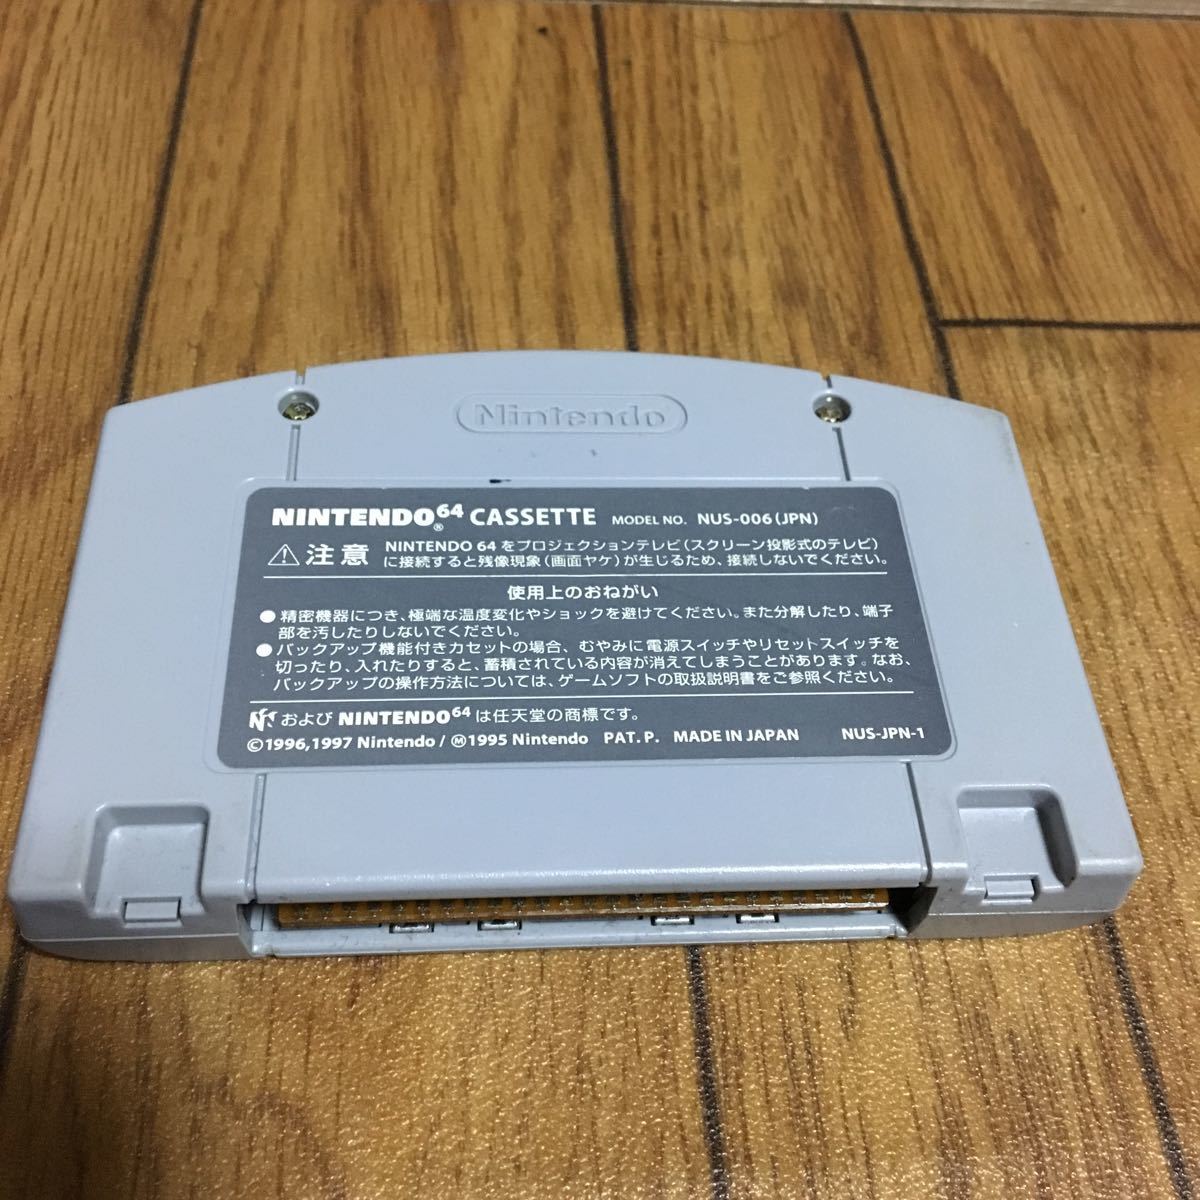 Nintendo
NINTENDO64® CASSETTE MODEL NO. NUS-006(JPN)
⚠注意 NINTENDO 64 をプロジェクションテレビ(スクリーン投影式のテレビ)
に接続すると残像現象(画面ヤケ)が生じるため、接続しないでください。
使用上のおねがい
●精密機器につき、極端な温度変化やショックを避けてください。また分解したり、端子
部を汚したりしないでください。
●バックアップ機能付きカセットの場合、むやみに電源スイッチやリセットスイッチを
切ったり、入れたりすると、蓄積されている内容が消えてしまうことがあります。なお、
バックアップの操作方法については、ゲームソフトの取扱説明書をご参照ください。
および NINTENDO64 は任天堂の商標です。
©1996,1997 Nintendo / Ⓜ1995 Nintendo PAT. P. MADE IN JAPAN NUS-JPN-1